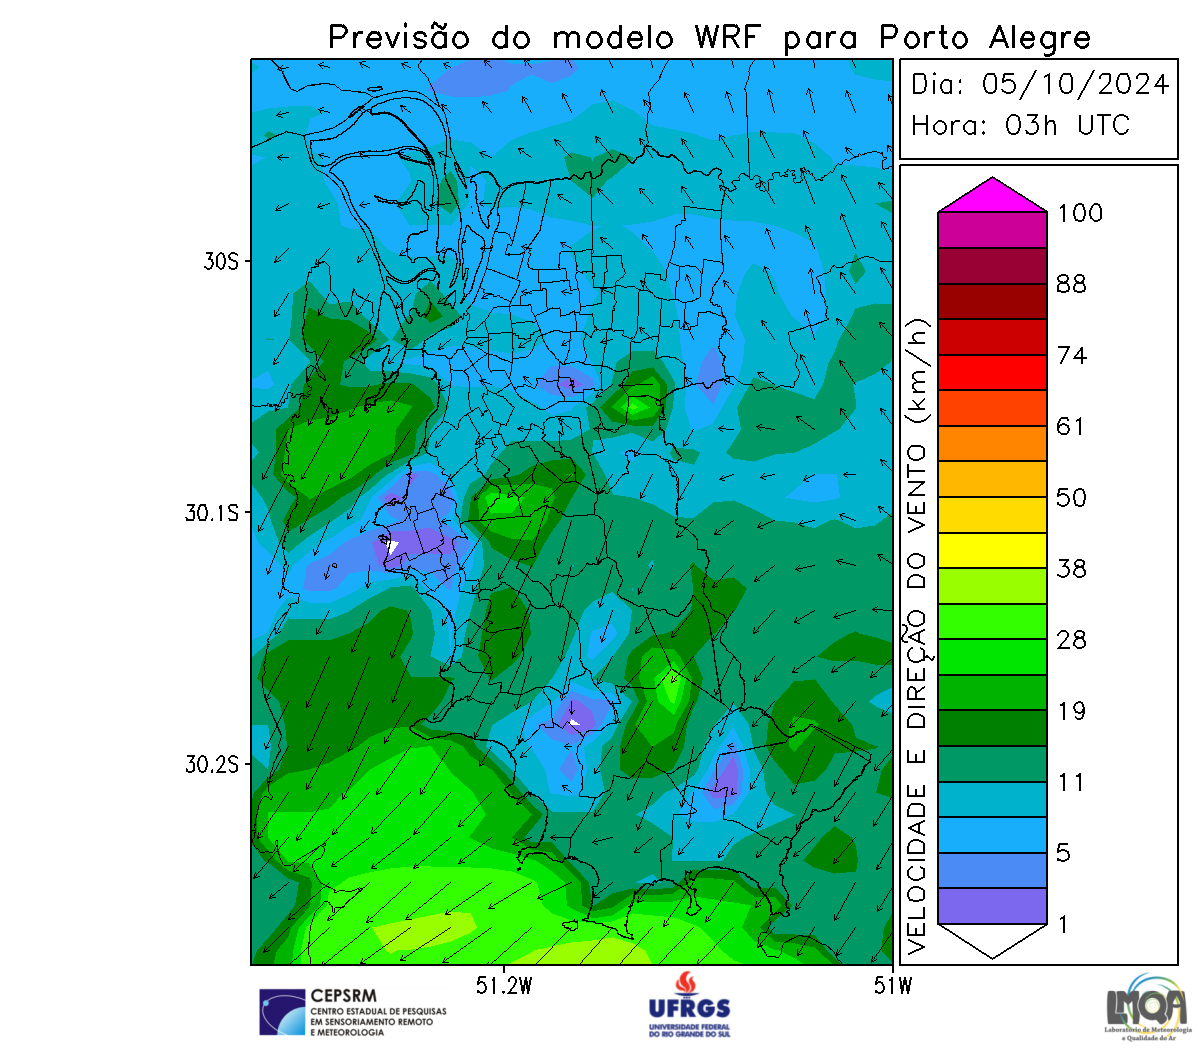 Previsão do modelo WRF para Porto Alegre
Dia: 05/10/2024
Hora: 03h UTC
30S
30.1S
30.2S
51.2W
51W
VELOCIDADE E DIREÇÃO DO VENTO (km/h)
100
88
74
61
50
38
28
19
11
5
1
CEPSRM
CENTRO ESTADUAL DE PESQUISAS
EM SENSORIAMENTO REMOTO
E METEOROLOGIA
UFRGS
UNIVERSIDADE FEDERAL
DO RIO GRANDE DO SUL
LMQA
Laboratório de Meteorologia
e Qualidade do Ar